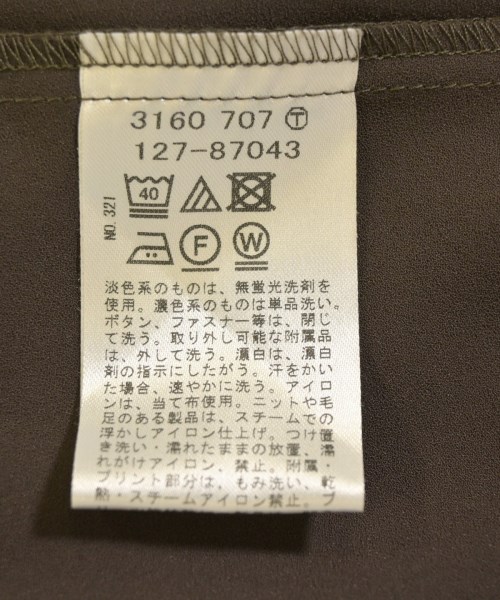 3160 707 Ⓣ
127-87043
NO. 321
40
F W
淡色系のものは、無蛍光洗剤を
使用。濃色系のものは単品洗い。
ボタン、ファスナー等は、閉じ
て洗う。取り外し可能な附属品
は、外して洗う。漂白は、漂白
剤の指示にしたがう。汗をかい
た場合、速やかに洗う。アイロ
ンは、当て布使用。ニットや毛
足のある製品は、スチームでの
浮かしアイロン仕上げ。つけ置
き洗い・濡れたままの放置、濡
れがけアイロン、禁止。附属・
プリント部分は、もみ洗い、乾
熱・スチームアイロン禁止。プ